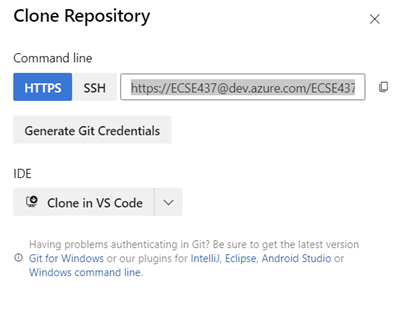 Clone Repository
Command line
HTTPS SSH https://ECSE437@dev.azure.com/ECSE437
Generate Git Credentials
IDE
Clone in VS Code
Having problems authenticating in Git? Be sure to get the latest version
Git for Windows or our plugins for IntelliJ, Eclipse, Android Studio or
Windows command line.